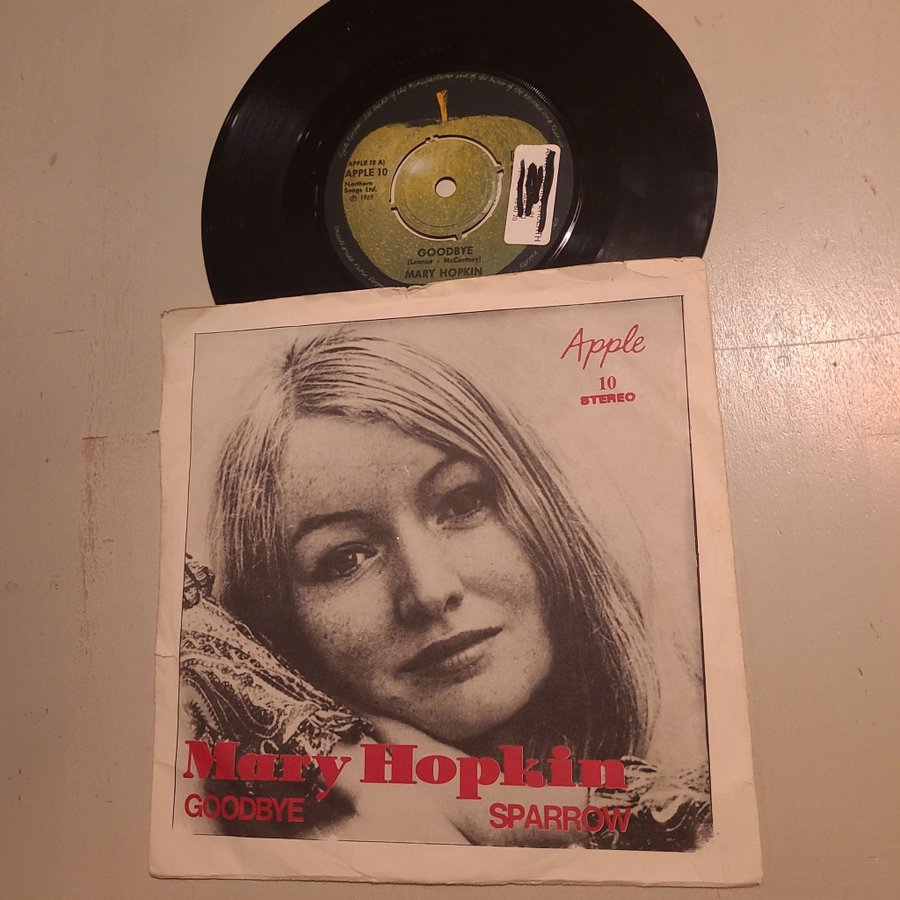 APPLE 10 A)
APPLE 10
Northern
Songs Ltd.
℗ 1969
GOODBYE
(Lennon - McCartney)
MARY HOPKIN
Apple
10
STEREO
Mary Hopkin
GOODBYE SPARROW